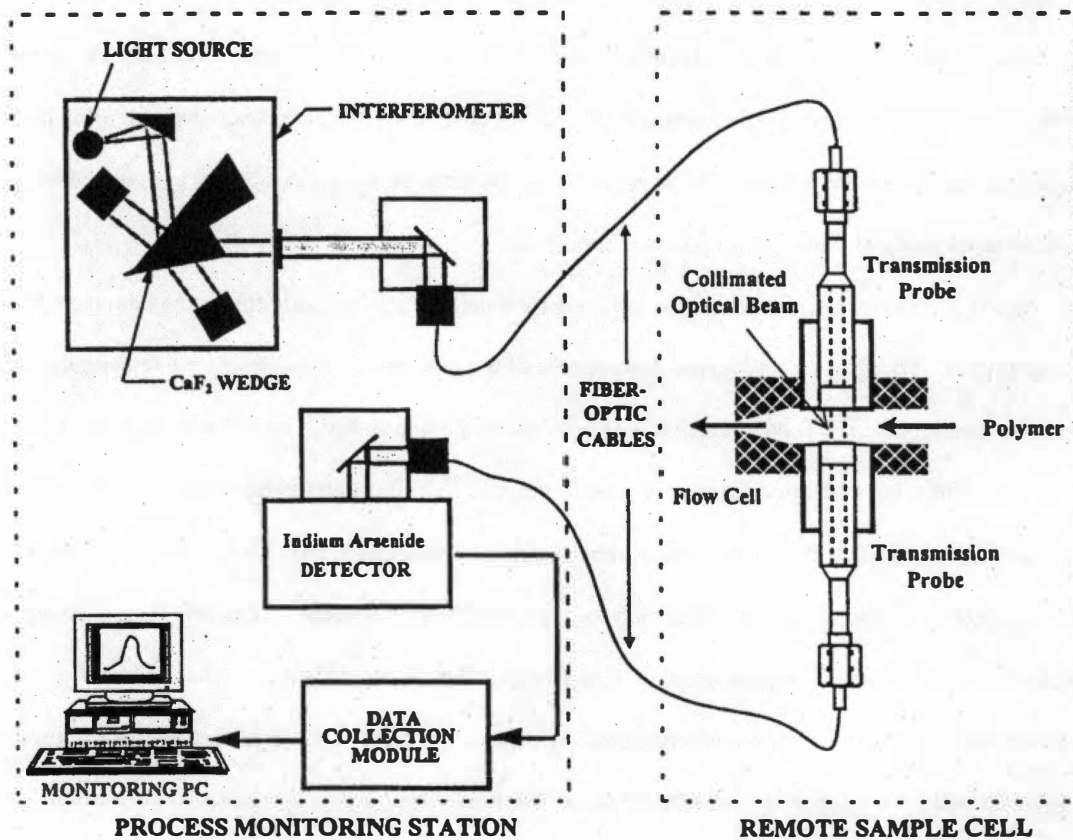 LIGHT SOURCE
INTERFEROMETER
CaF₂ WEDGE
Indium Arsenide
DETECTOR
DATA
COLLECTION
MODULE
MONITORING PC
PROCESS MONITORING STATION
FIBER-
OPTIC
CABLES
Collimated
Optical Beam
Transmission
Probe
Polymer
Flow Cell
Transmission
Probe
REMOTE SAMPLE CELL